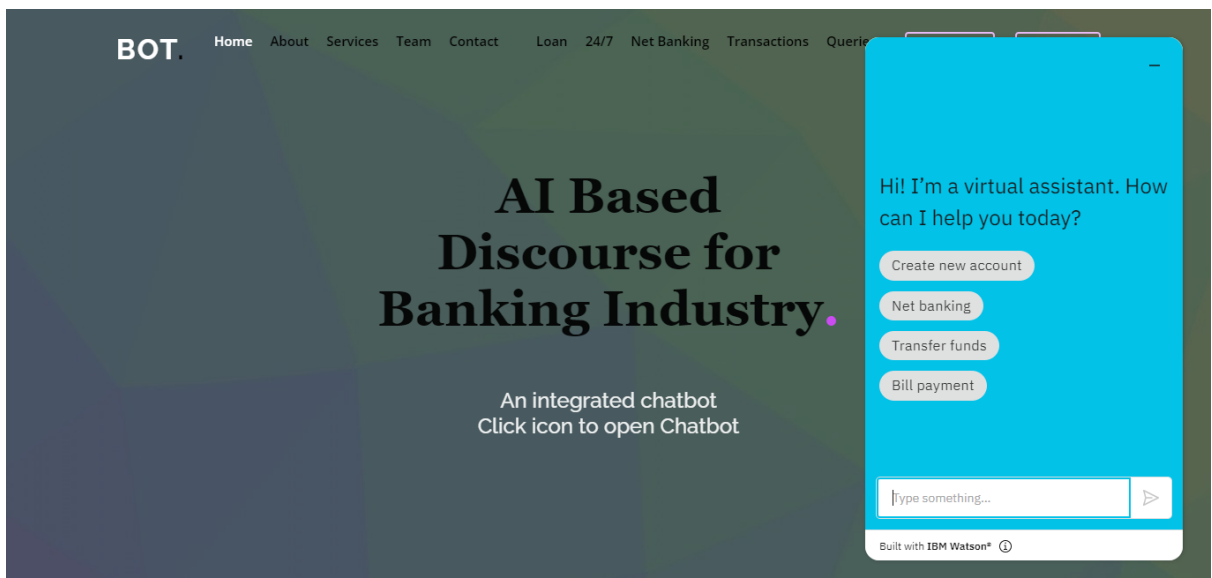 BOT.
Home About Services Team Contact Loan 24/7 Net Banking Transactions
AI Based
Discourse for
Banking Industry.
An integrated chatbot
Click icon to open Chatbot
Hi! I’m a virtual assistant. How
can I help you today?
Create new account
Net banking
Transfer funds
Bill payment
Type something...
Built with IBM Watson®